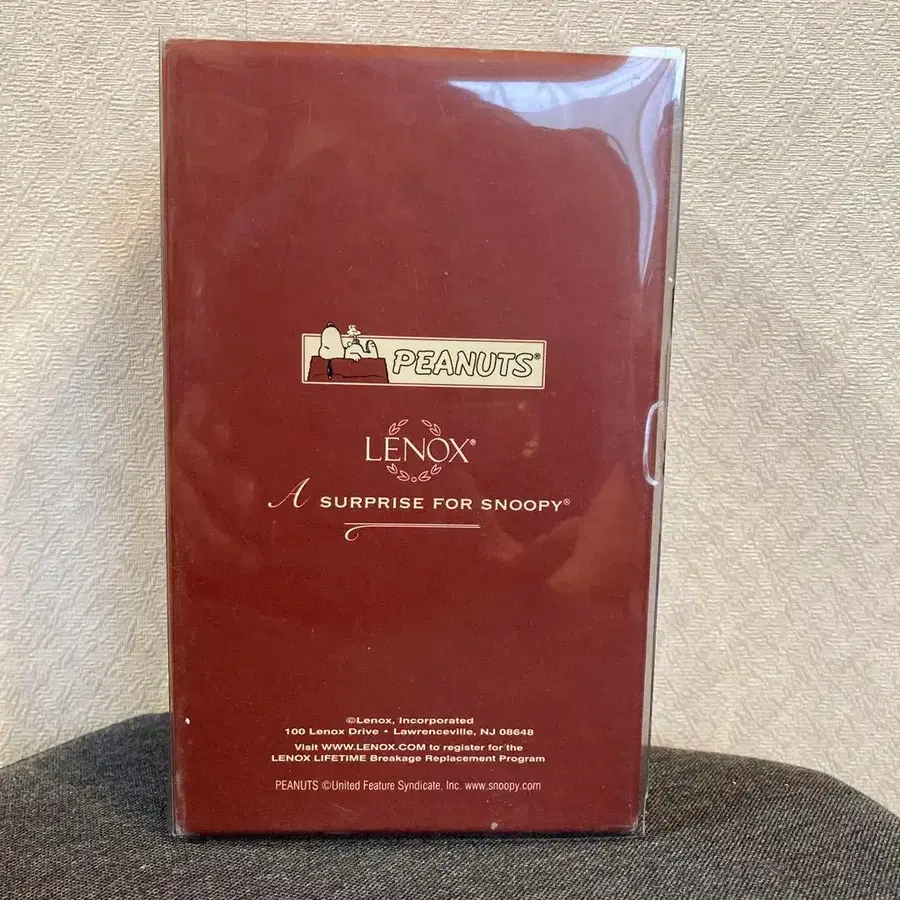 PEANUTS®
LENOX®
A SURPRISE FOR SNOOPY®
©Lenox, Incorporated
100 Lenox Drive • Lawrenceville, NJ 08648
Visit WWW.LENOX.COM to register for the
LENOX LIFETIME Breakage Replacement Program
PEANUTS ©United Feature Syndicate, Inc. www.snoopy.com